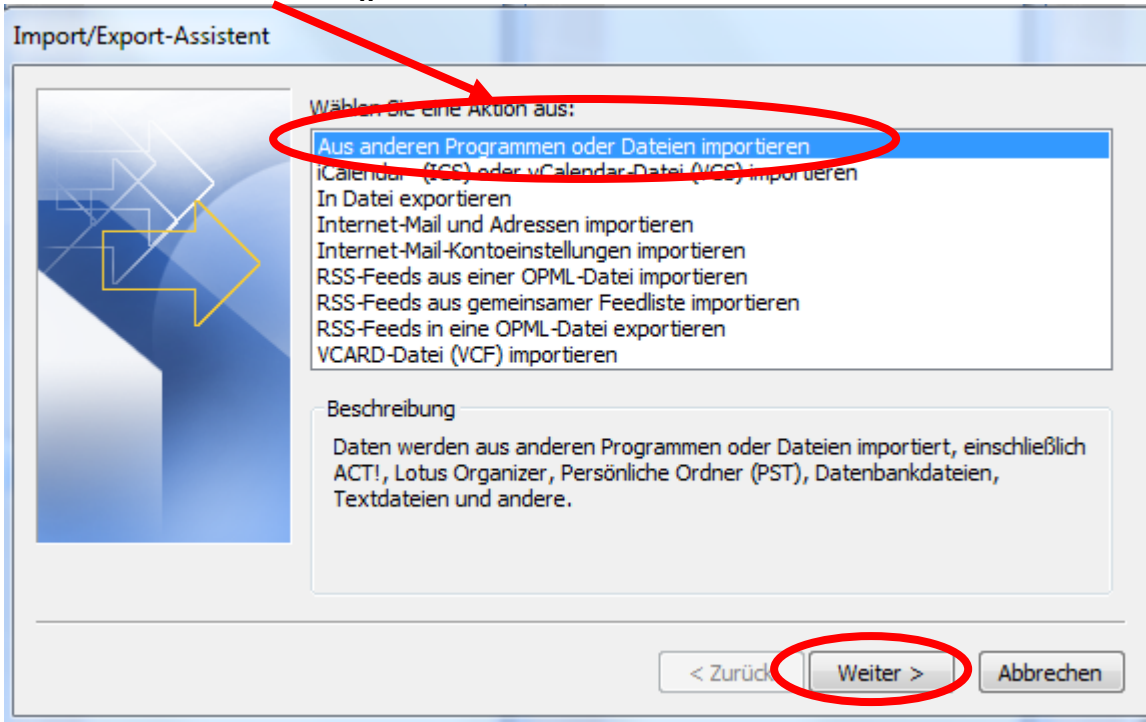 Import/Export-Assistent
Wählen Sie eine Aktion aus:
Aus anderen Programmen oder Dateien importieren
iCalendar- (ICS) oder vCalendar-Datei (VCS) importieren
In Datei exportieren
Internet-Mail und Adressen importieren
Internet-Mail-Kontoeinstellungen importieren
RSS-Feeds aus einer OPML-Datei importieren
RSS-Feeds aus gemeinsamer Feedliste importieren
RSS-Feeds in eine OPML-Datei exportieren
VCARD-Datei (VCF) importieren
Beschreibung
Daten werden aus anderen Programmen oder Dateien importiert, einschließlich
ACT!, Lotus Organizer, Persönliche Ordner (PST), Datenbankdateien,
Textdateien und andere.
< Zurück Weiter > Abbrechen